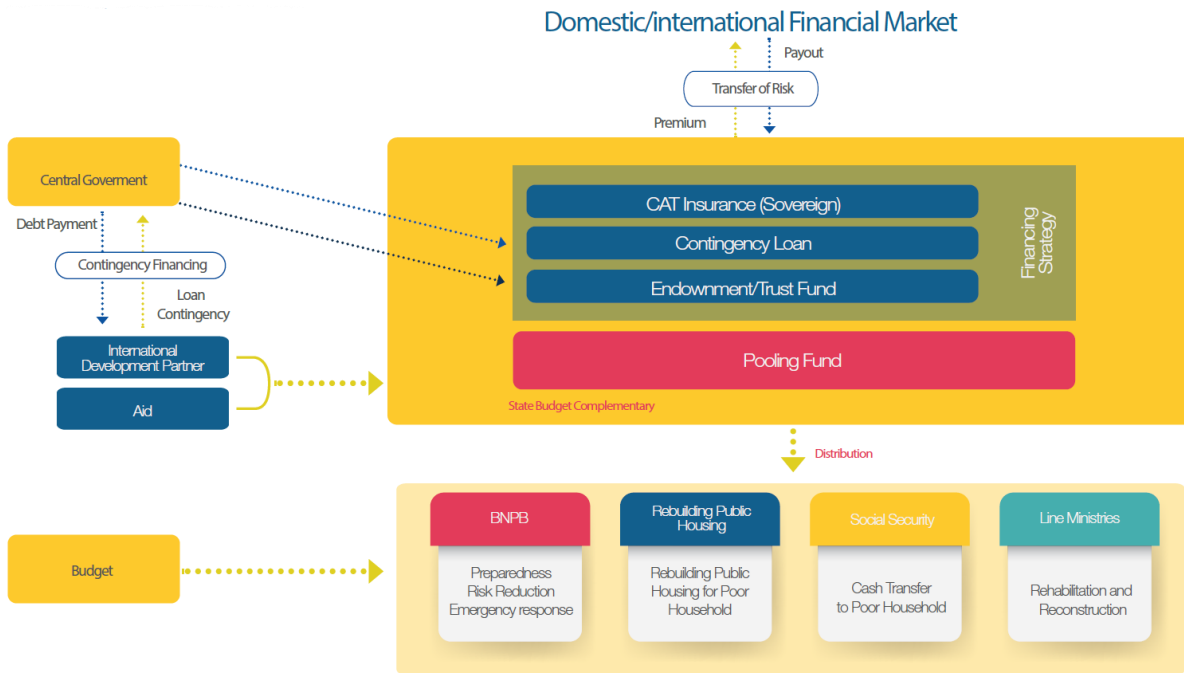 Domestic/international Financial Market
Payout
Transfer of Risk
Premium
Central Goverment
Debt Payment
Contingency Financing
Loan
Contingency
International
Development Partner
Aid
CAT Insurance (Sovereign)
Contingency Loan
Endownment/Trust Fund
Financing
Strategy
Pooling Fund
State Budget Complementary
Distribution
Budget
BNPB
Preparedness
Risk Reduction
Emergency response
Rebuilding Public
Housing
Rebuilding Public
Housing for Poor
Household
Social Security
Cash Transfer
to Poor Household
Line Ministries
Rehabilitation and
Reconstruction